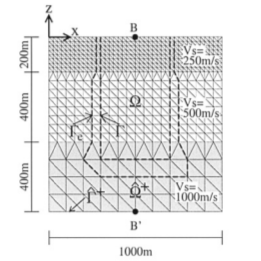 Z
X
B
200m
Vs=
250m/s
400m
Ω
Vs=
500m/s
Γe
Γ
400m
Γ̂+
Ω̂+
Vs=
1000m/s
B'
1000m